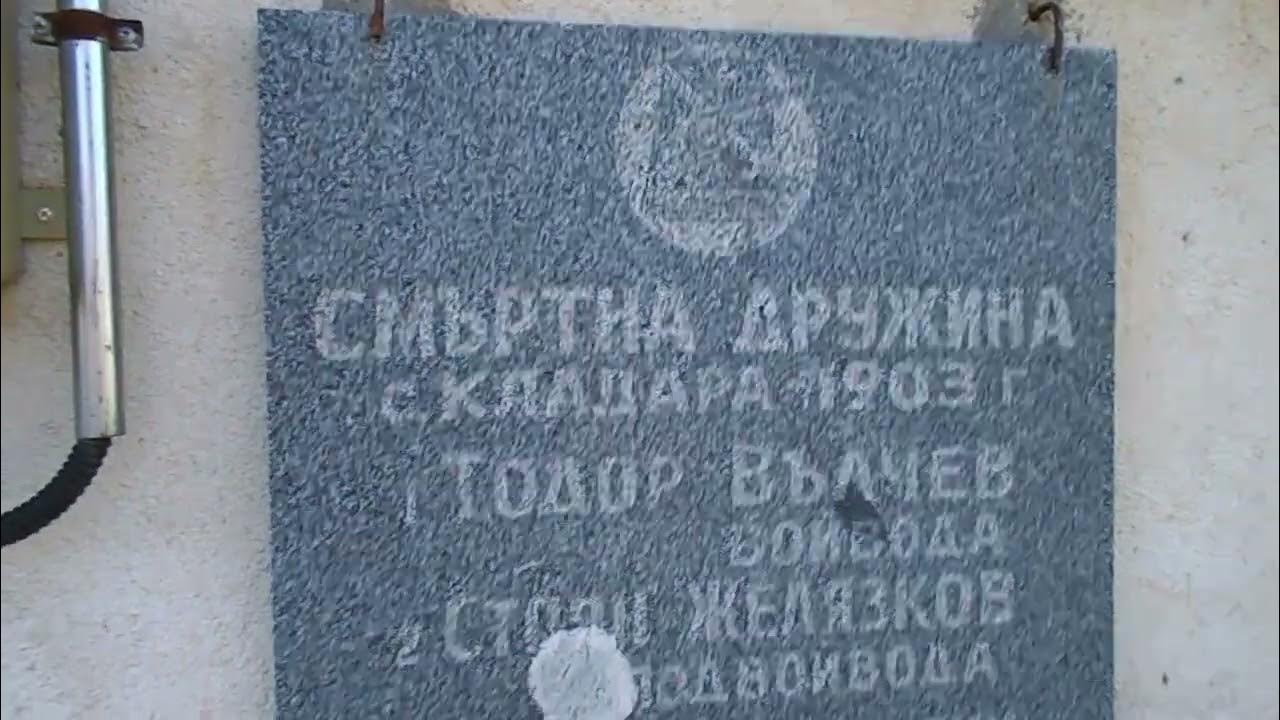 СМЪРТНА ДРУЖИНА
с. КЛАДАРА 1903 г.
1 ТОДОР ВЪЛЧЕВ
ВОЙВОДА
2 СТОЯН ЖЕЛЯЗКОВ
ПОДВОЙВОДА